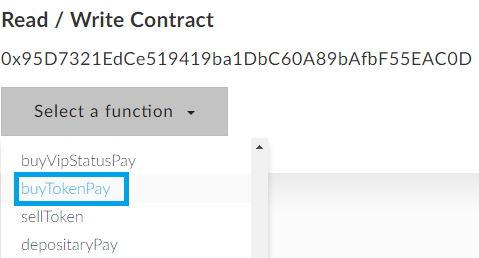 Read / Write Contract
0x95D7321EdCe519419ba1DbC60A89bAfbF55EAC0D
Select a function
buyVipStatusPay
buyTokenPay
sellToken
depositaryPay